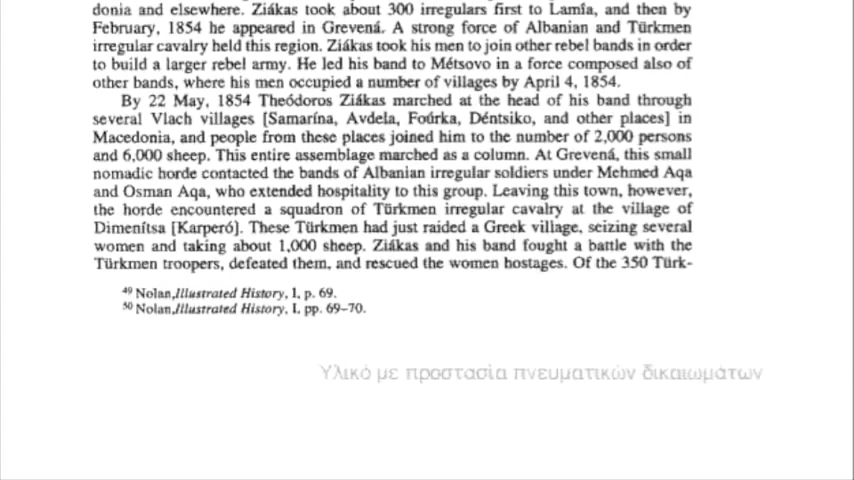 donia and elsewhere. Ziákas took about 300 irregulars first to Lamía, and then by
February, 1854 he appeared in Grevená. A strong force of Albanian and Türkmen
irregular cavalry held this region. Ziákas took his men to join other rebel bands in order
to build a larger rebel army. He led his band to Métsovo in a force composed also of
other bands, where his men occupied a number of villages by April 4, 1854.
By 22 May, 1854 Theódoros Ziákas marched at the head of his band through
several Vlach villages [Samarína, Avdela, Foúrka, Déntsiko, and other places] in
Macedonia, and people from these places joined him to the number of 2,000 persons
and 6,000 sheep. This entire assemblage marched as a column. At Grevená, this small
nomadic horde contacted the bands of Albanian irregular soldiers under Mehmed Aqa
and Osman Aqa, who extended hospitality to this group. Leaving this town, however,
the horde encountered a squadron of Türkmen irregular cavalry at the village of
Dimenítsa [Karperó]. These Türkmen had just raided a Greek village, seizing several
women and taking about 1,000 sheep. Ziákas and his band fought a battle with the
Türkmen troopers, defeated them, and rescued the women hostages. Of the 350 Türk-
49 Nolan,Illustrated History, I, p. 69.
50 Nolan,Illustrated History, I, pp. 69–70.
Υλικό με προστασία πνευματικών δικαιωμάτων